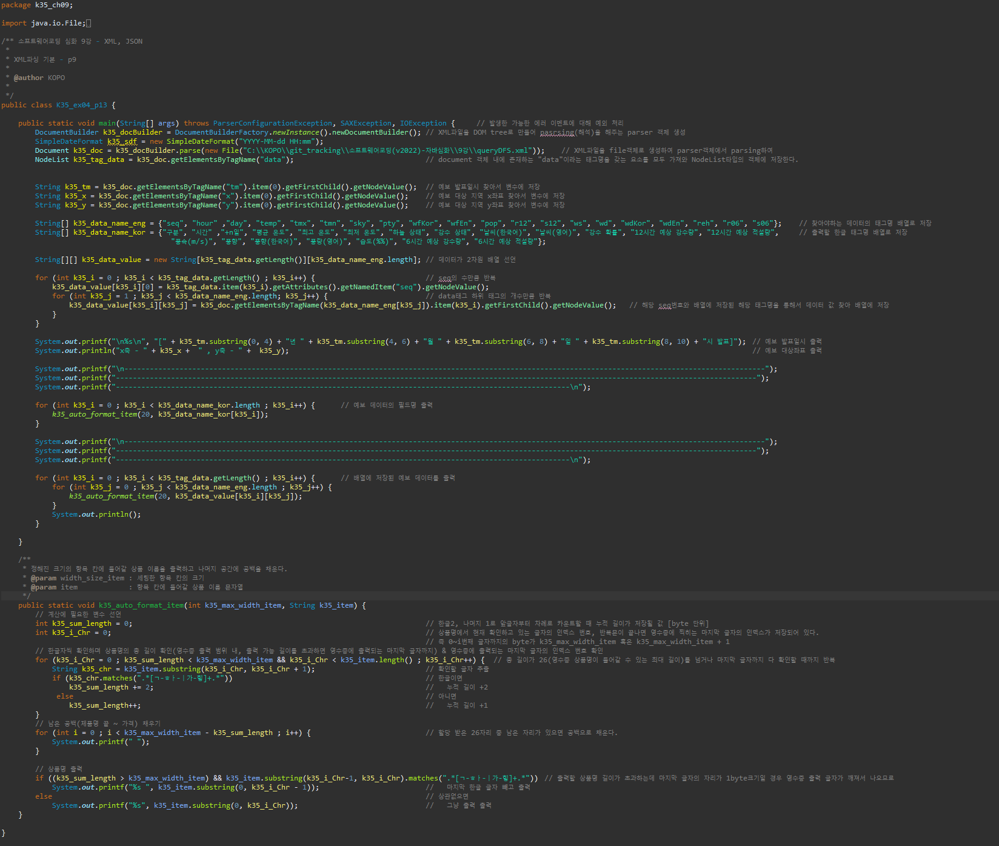 package k35_ch09;
import java.io.File;
/** 소프트웨어코딩 심화 9강 - XML, JSON
 *
 * XML파싱 기본 - p9
 *
 * @author KOPO
 *
 */
public class K35_ex04_p13 {
    public static void main(String[] args) throws ParserConfigurationException, SAXException, IOException {     // 발생한 가능한 에러 이벤트에 대해 예외 처리
        DocumentBuilder k35_docBuilder = DocumentBuilderFactory.newInstance().newDocumentBuilder(); // XML파일을 DOM tree로 만들어 pasrsing(해석)을 해주는 parser 객체 생성
        SimpleDateFormat k35_sdf = new SimpleDateFormat("YYYY-MM-dd HH:mm");
        Document k35_doc = k35_docBuilder.parse(new File("C:\\KOPO\\git_tracking\\소프트웨어코딩(v2022)-자바심화\\9강\\queryDFS.xml"));    // XML파일을 file객체로 생성하여 parser객체에서 parsing하여
        NodeList k35_tag_data = k35_doc.getElementsByTagName("data");                               // document 객체 내에 존재하는 "data"이라는 태그명을 갖는 요소를 모두 가져와 NodeList타입의 객체에 저장한다.
        String k35_tm = k35_doc.getElementsByTagName("tm").item(0).getFirstChild().getNodeValue();  // 예보 발표일시 찾아서 변수에 저장
        String k35_x = k35_doc.getElementsByTagName("x").item(0).getFirstChild().getNodeValue();    // 예보 대상 지역 x좌표 찾아서 변수에 저장
        String k35_y = k35_doc.getElementsByTagName("y").item(0).getFirstChild().getNodeValue();    // 예보 대상 지역 y좌표 찾아서 변수에 저장
        String[] k35_data_name_eng = {"seq", "hour" ,"day", "temp", "tmx", "tmn", "sky", "pty", "wfKor", "wfEn", "pop", "r12", "s12", "ws", "wd", "wdKor", "wdEn", "reh", "r06", "s06"};    // 찾아야하는 데이터의 태그명 배열로 저장
        String[] k35_data_name_kor = {"구분", "시간" ,"+n일", "평균 온도", "최고 온도", "최저 온도", "하늘 상태", "강수 상태", "날씨(한국어)", "날씨(영어)", "강수 확률", "12시간 예상 강수량", "12시간 예상 적설량",     // 출력할 한글 태그명 배열로 저장
                                        "풍속(m/s)", "풍향", "풍향(한국어)", "풍량(영어)", "습도(%%)", "6시간 예상 강수량", "6시간 예상 적설량"};
        String[][] k35_data_value = new String[k35_tag_data.getLength()][k35_data_name_eng.length]; // 데이터가 2차원 배열 선언
        for (int k35_i = 0 ; k35_i < k35_tag_data.getLength() ; k35_i++) {                          // seq의 수만큼 반복
            k35_data_value[k35_i][0] = k35_tag_data.item(k35_i).getAttributes().getNamedItem("seq").getNodeValue();
            for (int k35_j = 1 ; k35_j < k35_data_name_eng.length; k35_j++) {                       // data태그 하위 태그의 개수만큼 반복
                k35_data_value[k35_i][k35_j] = k35_doc.getElementsByTagName(k35_data_name_eng[k35_j]).item(k35_i).getFirstChild().getNodeValue();   // 해당 seq번호와 배열에 저장된 해당 태그명을 통해서 데이터 값 찾아 배열에 저장
            }
        }
        System.out.printf("\n%s\n", "[" + k35_tm.substring(0, 4) + "년 " + k35_tm.substring(4, 6) + "월 " + k35_tm.substring(6, 8) + "일 " + k35_tm.substring(8, 10) + "시 발표]"); // 예보 발표일시 출력
        System.out.println("x축 - " + k35_x +  " , y축 - " +  k35_y);                                // 예보 대상좌표 출력
        System.out.printf("\n-------------------------------------------------------------------------------------------------------------------------------------------------------");
        System.out.printf("-------------------------------------------------------------------------------------------------------------------------------------------------------");
        System.out.printf("-----------------------------------------------------------------------------------------------------------\n");
        for (int k35_i = 0 ; k35_i < k35_data_name_kor.length ; k35_i++) {      // 예보 데이터의 필드명 출력
            k35_auto_format_item(20, k35_data_name_kor[k35_i]);
        }
        System.out.printf("\n-------------------------------------------------------------------------------------------------------------------------------------------------------");
        System.out.printf("-------------------------------------------------------------------------------------------------------------------------------------------------------");
        System.out.printf("-----------------------------------------------------------------------------------------------------------\n");
        for (int k35_i = 0 ; k35_i < k35_tag_data.getLength() ; k35_i++) {      // 배열에 저장된 예보 데이터를 출력
            for (int k35_j = 0 ; k35_j < k35_data_name_eng.length ; k35_j++) {
                k35_auto_format_item(20, k35_data_value[k35_i][k35_j]);
            }
            System.out.println();
        }
    }
    /**
     * 정해진 크기의 항목 칸에 들어갈 상품 이름을 출력하고 나머지 공간에 공백을 채운다.
     * @param width_size_item : 세팅한 항목 칸의 크기
     * @param item            : 항목 칸에 들어갈 상품 이름 문자열
     */
    public static void k35_auto_format_item(int k35_max_width_item, String k35_item) {
        // 계산에 필요한 변수 선언
        int k35_sum_length = 0;                                                                     // 한글2, 나머지 1로 앞글자부터 차례로 카운트할 때 누적 길이가 저장될 값 [byte 단위]
        int k35_i_Chr = 0;                                                                          // 상품명에서 현재 확인하고 있는 글자의 인덱스 번호, 반복문이 끝나면 영수증에 찍히는 마지막 글자의 인덱스가 저장되어 있다.
                                                                                                    // 즉 0~i번째 글자까지의 byte가 k35_max_width_item 혹은 k35_max_width_item + 1
        // 한글자씩 확인하며 상품명의 총 길이 확인(영수증 출력 범위 내, 출력 가능 길이를 초과하면 영수증에 출력되는 마지막 글자까지) & 영수증에 출력되는 마지막 글자의 인덱스 번호 확인
        for (k35_i_Chr = 0 ; k35_sum_length < k35_max_width_item && k35_i_Chr < k35_item.length() ; k35_i_Chr++) {  // 총 길이가 26(영수증 상품명이 들어갈 수 있는 최대 길이)를 넘거나 마지막 글자까지 다 확인할 때까지 반복
            String k35_chr = k35_item.substring(k35_i_Chr, k35_i_Chr + 1);                          // 확인할 글자 추출
            if (k35_chr.matches(".*[ㄱ-ㅎㅏ-ㅣ가-힣]+.*"))                                              // 한글이면
                k35_sum_length += 2;                                                                //   누적 길이 +2
             else                                                                                   // 아니면
                k35_sum_length++;                                                                   //   누적 길이 +1
        }
        // 남은 공백(제품명 끝 ~ 가격) 채우기
        for (int i = 0 ; i < k35_max_width_item - k35_sum_length ; i++) {                           // 할당 받은 26자리 중 남은 자리가 있으면 공백으로 채운다.
            System.out.printf(" ");
        }
        // 상품명 출력
        if ((k35_sum_length > k35_max_width_item) && k35_item.substring(k35_i_Chr-1, k35_i_Chr).matches(".*[ㄱ-ㅎㅏ-ㅣ가-힣]+.*"))  // 출력할 상품명 길이가 초과하는데 마지막 글자의 자리가 1byte크기일 경우 영수증 출력 글자가 깨져서 나오므로
            System.out.printf("%s ", k35_item.substring(0, k35_i_Chr - 1));                         //   마지막 한글 글자 빼고 출력
        else                                                                                        // 상관없으면
            System.out.printf("%s", k35_item.substring(0, k35_i_Chr));                              //   그냥 출력 출력
    }
}